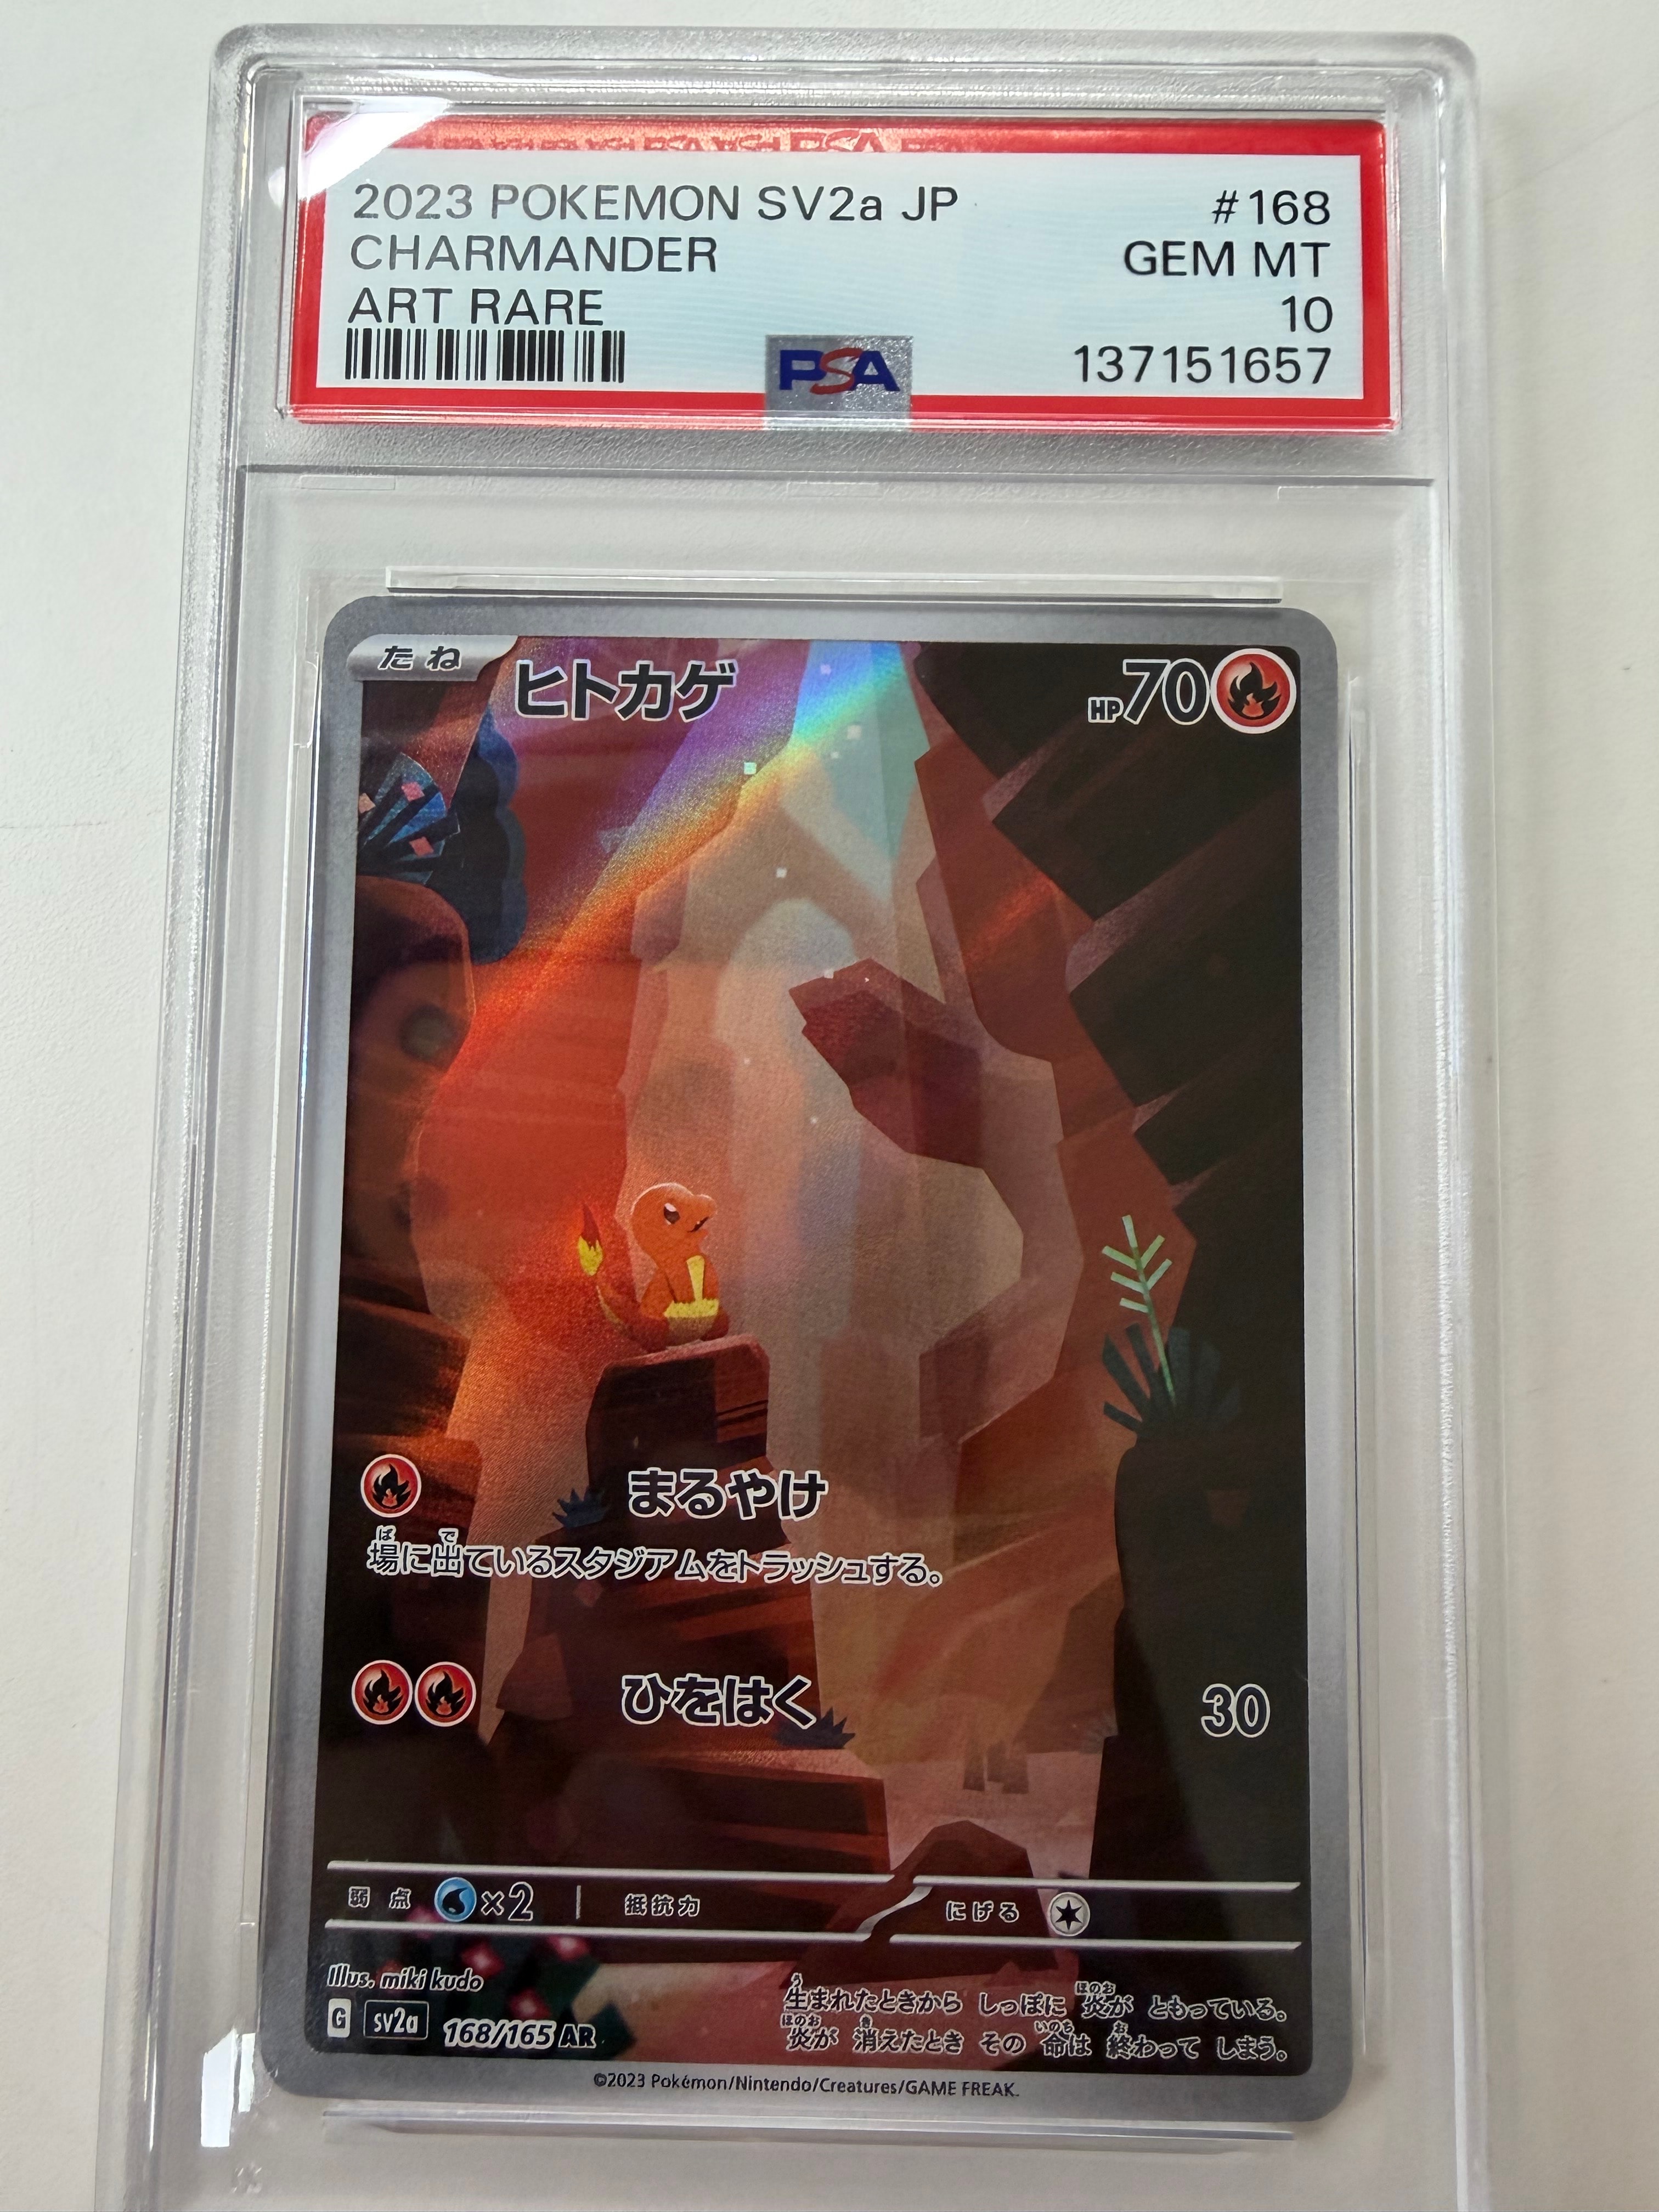 2023 POKEMON SV2a JP #168
CHARMANDER GEM MT
ART RARE 10
PSA 137151657
たね ヒトカゲ HP70
まるやけ
場に出ているスタジアムをトラッシュする。
ひをはく 30
弱点 ×2 抵抗力 にげる
Illus. miki kudo
G sv2a 168/165 AR
生まれたときから しっぽに 炎が ともっている。
炎が 消えたとき その 命は 終わって しまう。
©2023 Pokémon/Nintendo/Creatures/GAME FREAK.